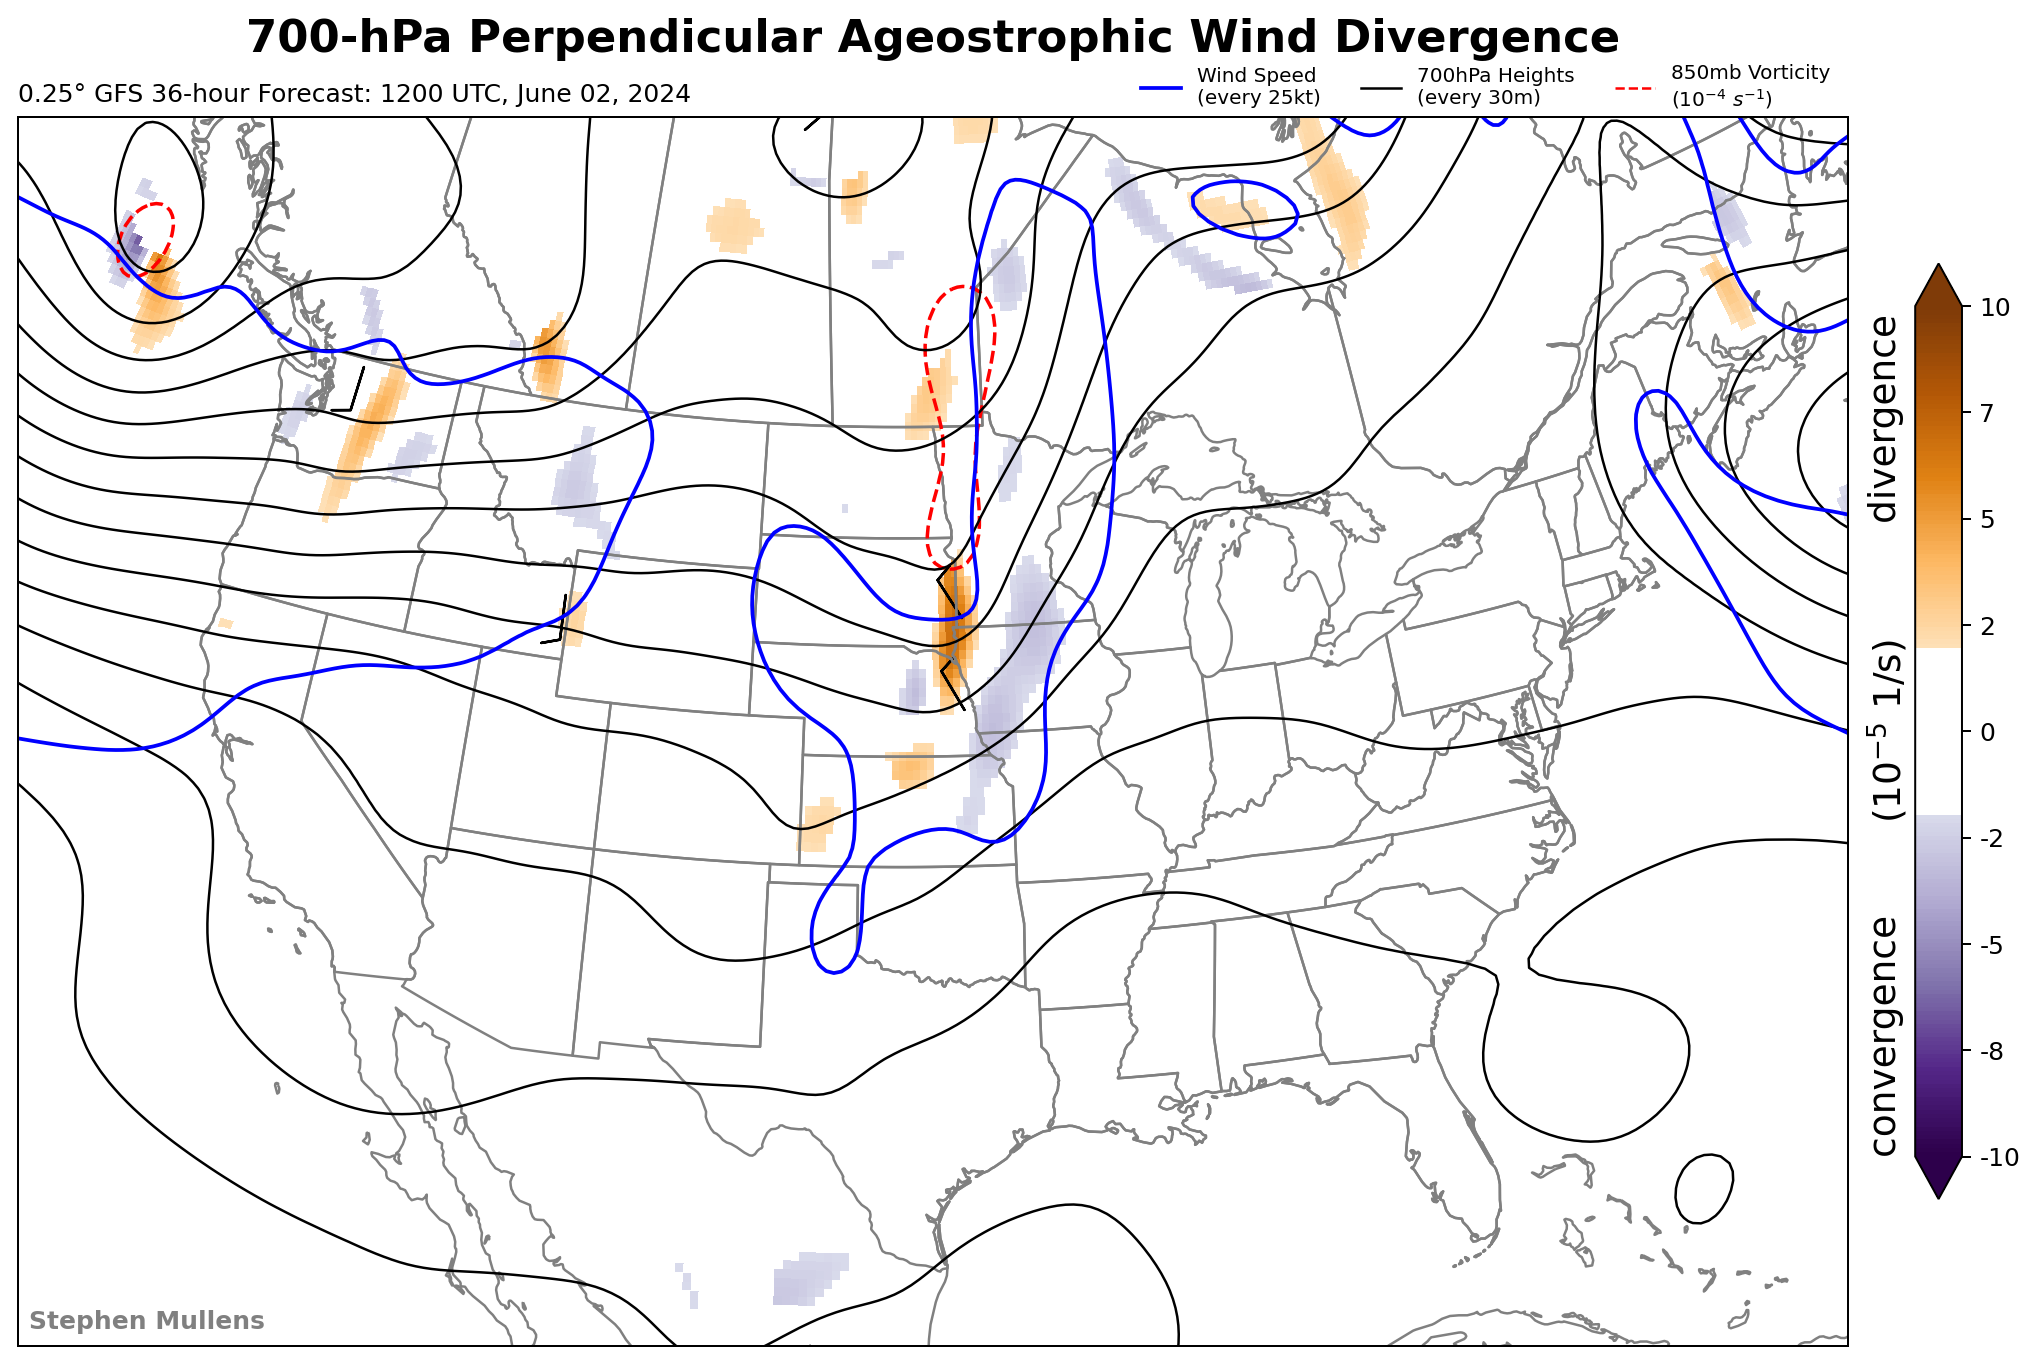 700-hPa Perpendicular Ageostrophic Wind Divergence
0.25° GFS 36-hour Forecast: 1200 UTC, June 02, 2024
Wind Speed
(every 25kt)
700hPa Heights
(every 30m)
850mb Vorticity
(10⁻⁴ s⁻¹)
10
7
5
2
0
-2
-5
-8
-10
convergence (10⁻⁵ 1/s) divergence
Stephen Mullens